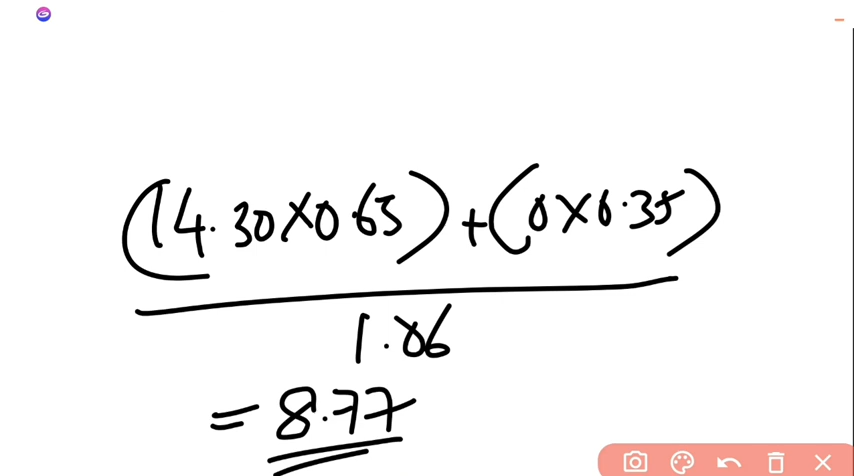 (14.30×0.65)+(0×0.35)
1.06
= 8.77